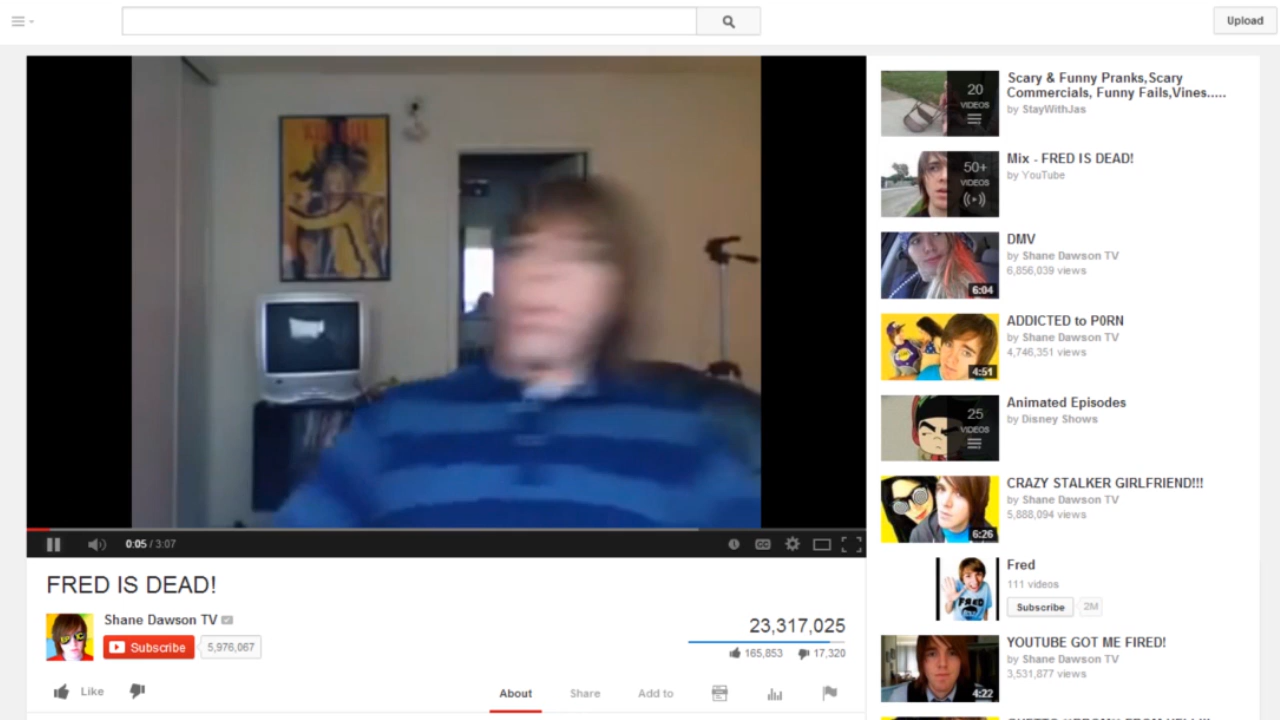 Upload
KILL BILL
0:05 / 3:07
CC
FRED IS DEAD!
Shane Dawson TV
Subscribe
5,976,067
23,317,025
165,853
17,320
Like
About
Share
Add to
20
VIDEOS
Scary & Funny Pranks,Scary
Commercials, Funny Fails,Vines.....
by StayWithJas
50+
VIDEOS
Mix - FRED IS DEAD!
by YouTube
6:04
DMV
by Shane Dawson TV
6,856,039 views
4:51
ADDICTED to P0RN
by Shane Dawson TV
4,746,351 views
25
VIDEOS
Animated Episodes
by Disney Shows
6:26
CRAZY STALKER GIRLFRIEND!!!
by Shane Dawson TV
5,888,094 views
FRED
Fred
111 videos
Subscribe
2M
4:22
YOUTUBE GOT ME FIRED!
by Shane Dawson TV
3,531,877 views